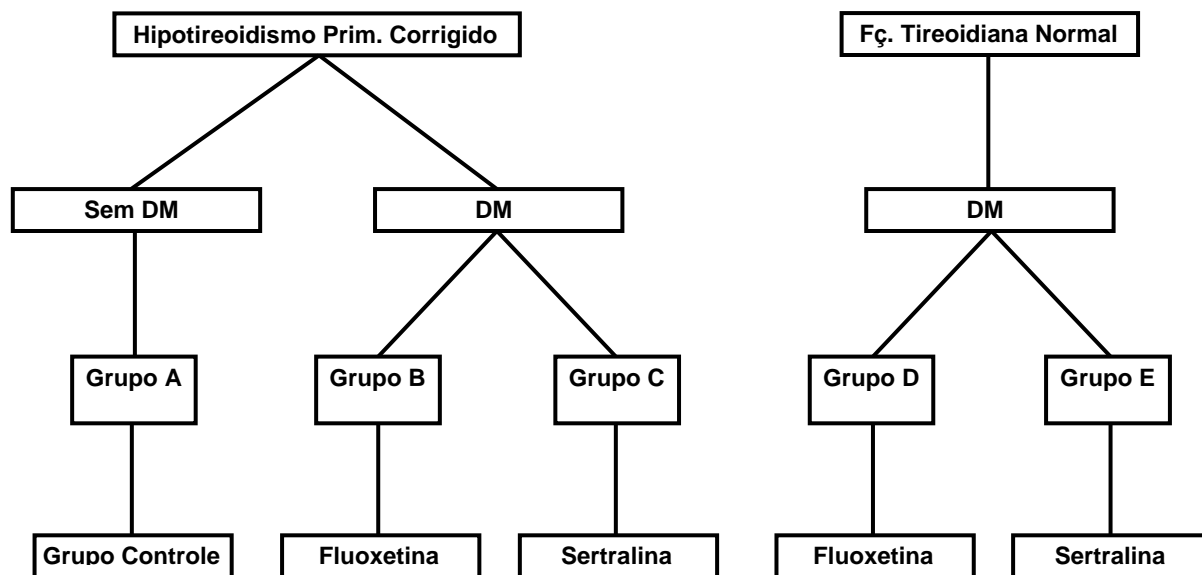 Hipotireoidismo Prim. Corrigido
Fç. Tireoidiana Normal
Sem DM
DM
DM
Grupo A
Grupo B
Grupo C
Grupo D
Grupo E
Grupo Controle
Fluoxetina
Sertralina
Fluoxetina
Sertralina